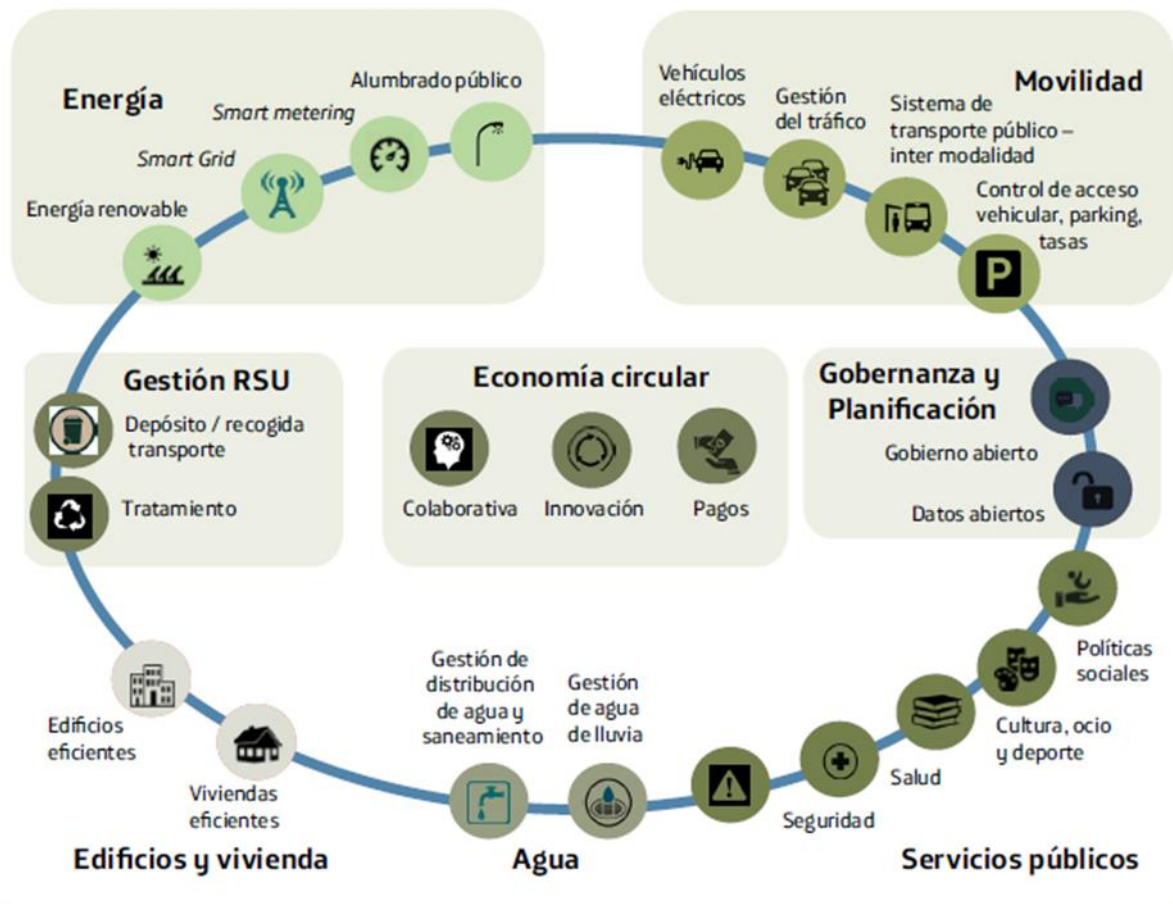 Energía
Alumbrado público
Smart metering
Smart Grid
Energía renovable
Movilidad
Vehículos
eléctricos
Gestión
del tráfico
Sistema de
transporte público –
inter modalidad
Control de acceso
vehicular, parking,
tasas
P
Gestión RSU
Depósito / recogida
transporte
Tratamiento
Economía circular
Colaborativa
Innovación
Pagos
Gobernanza y
Planificación
Gobierno abierto
Datos abiertos
Edificios
eficientes
Viviendas
eficientes
Edificios y vivienda
Gestión de
distribución
de agua y
saneamiento
Gestión
de agua
de lluvia
Agua
Políticas
sociales
Cultura, ocio
y deporte
Salud
Seguridad
Servicios públicos